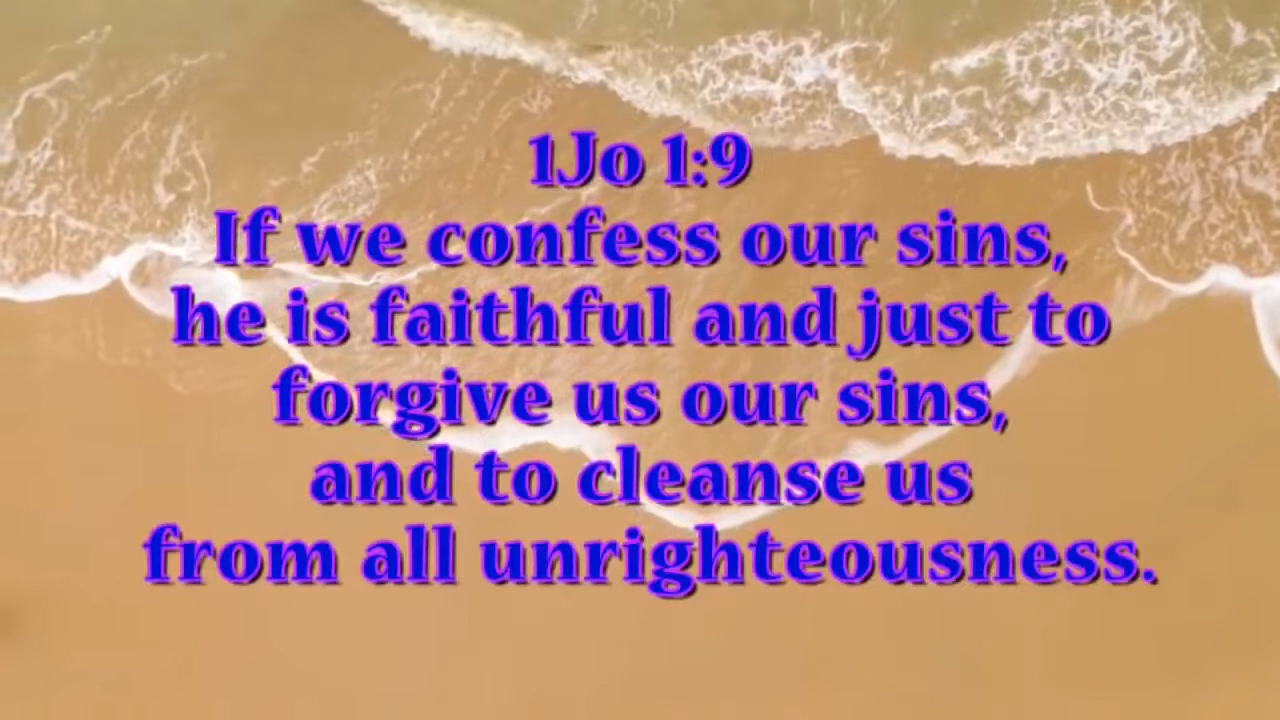 1Jo 1:9
If we confess our sins,
he is faithful and just to
forgive us our sins,
and to cleanse us
from all unrighteousness.